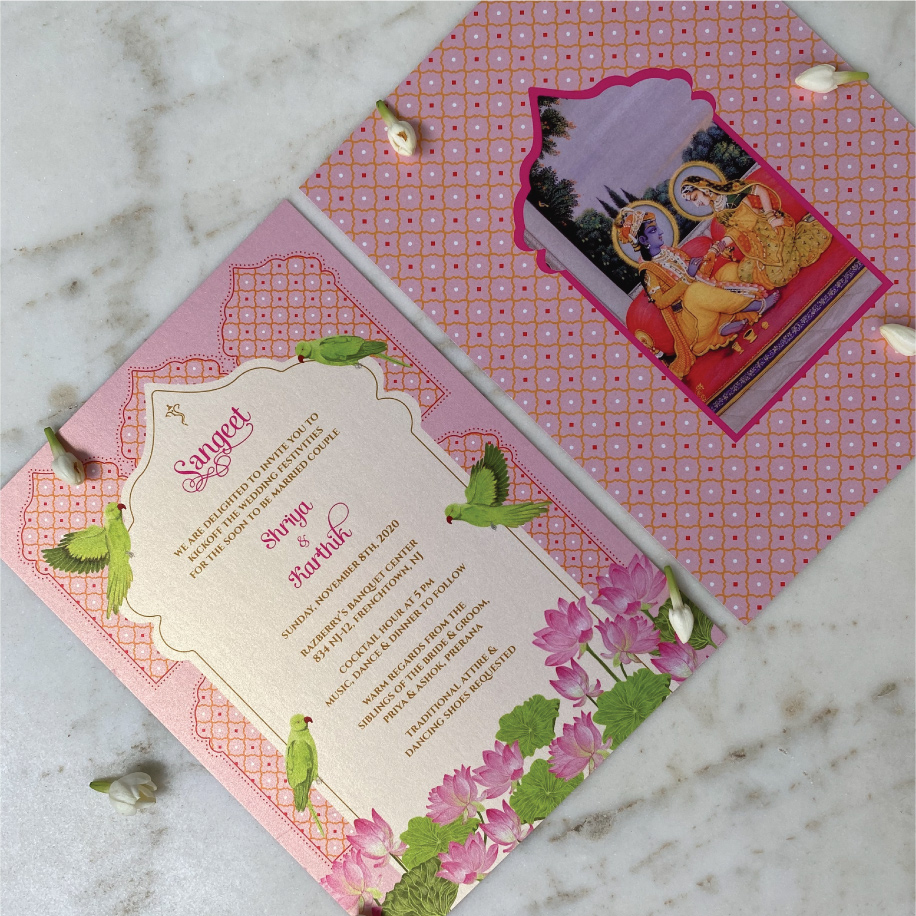 Sangeet
WE ARE DELIGHTED TO INVITE YOU TO
KICKOFF THE WEDDING FESTIVITIES
FOR THE SOON TO BE MARRIED COUPLE
Shriya
&
Karthik
SUNDAY, NOVEMBER 8TH, 2020
RAZBERRY'S BANQUET CENTER
834 NJ-12, FRENCHTOWN, NJ
COCKTAIL HOUR AT 5 PM
MUSIC, DANCE & DINNER TO FOLLOW
WARM REGARDS FROM THE
SIBLINGS OF THE BRIDE & GROOM,
PRIYA & ASHOK, PRERANA
TRADITIONAL ATTIRE &
DANCING SHOES REQUESTED